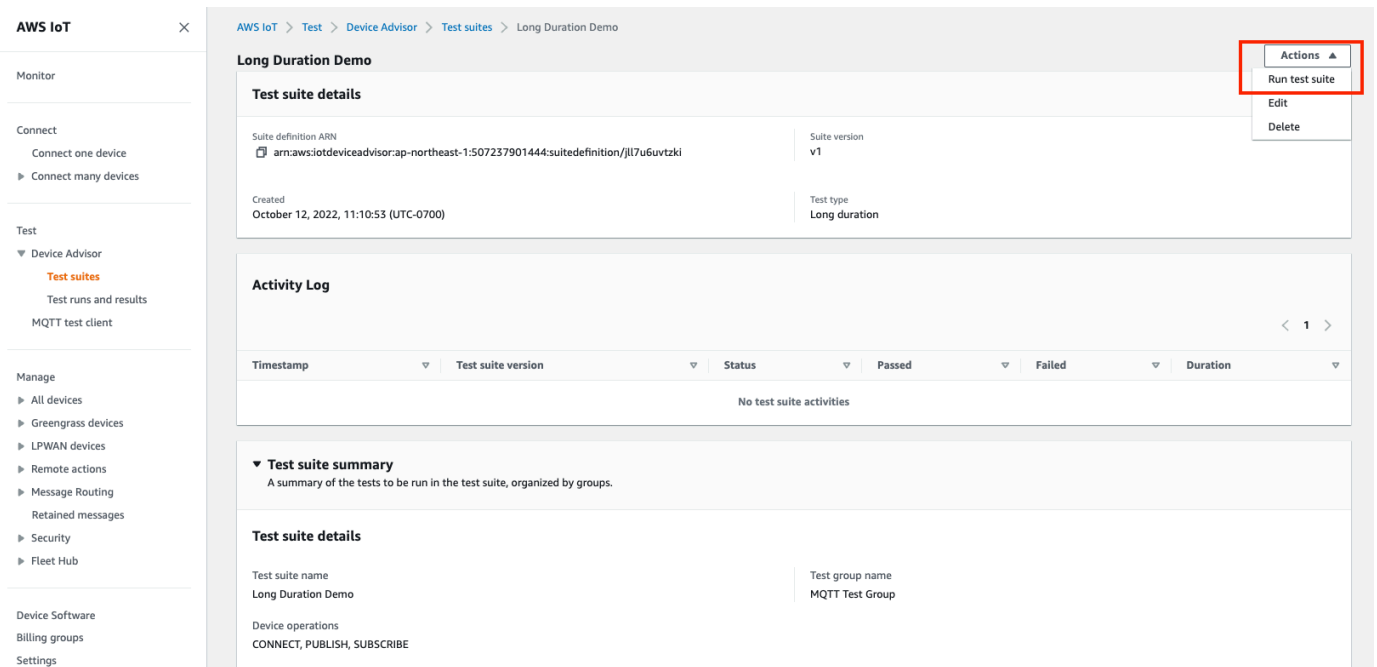 AWS IoT
Monitor
Connect
Connect one device
Connect many devices
Test
Device Advisor
Test suites
Test runs and results
MQTT test client
Manage
All devices
Greengrass devices
LPWAN devices
Remote actions
Message Routing
Retained messages
Security
Fleet Hub
Device Software
Billing groups
Settings
AWS IoT > Test > Device Advisor > Test suites > Long Duration Demo
Long Duration Demo
Actions
Run test suite
Edit
Delete
Test suite details
Suite definition ARN
arn:aws:iotdeviceadvisor:ap-northeast-1:507237901444:suitedefinition/jll7u6uvtzki
Suite version
v1
Created
October 12, 2022, 11:10:53 (UTC-0700)
Test type
Long duration
Activity Log
1
Timestamp Test suite version Status Passed Failed Duration
No test suite activities
Test suite summary
A summary of the tests to be run in the test suite, organized by groups.
Test suite details
Test suite name
Long Duration Demo
Test group name
MQTT Test Group
Device operations
CONNECT, PUBLISH, SUBSCRIBE